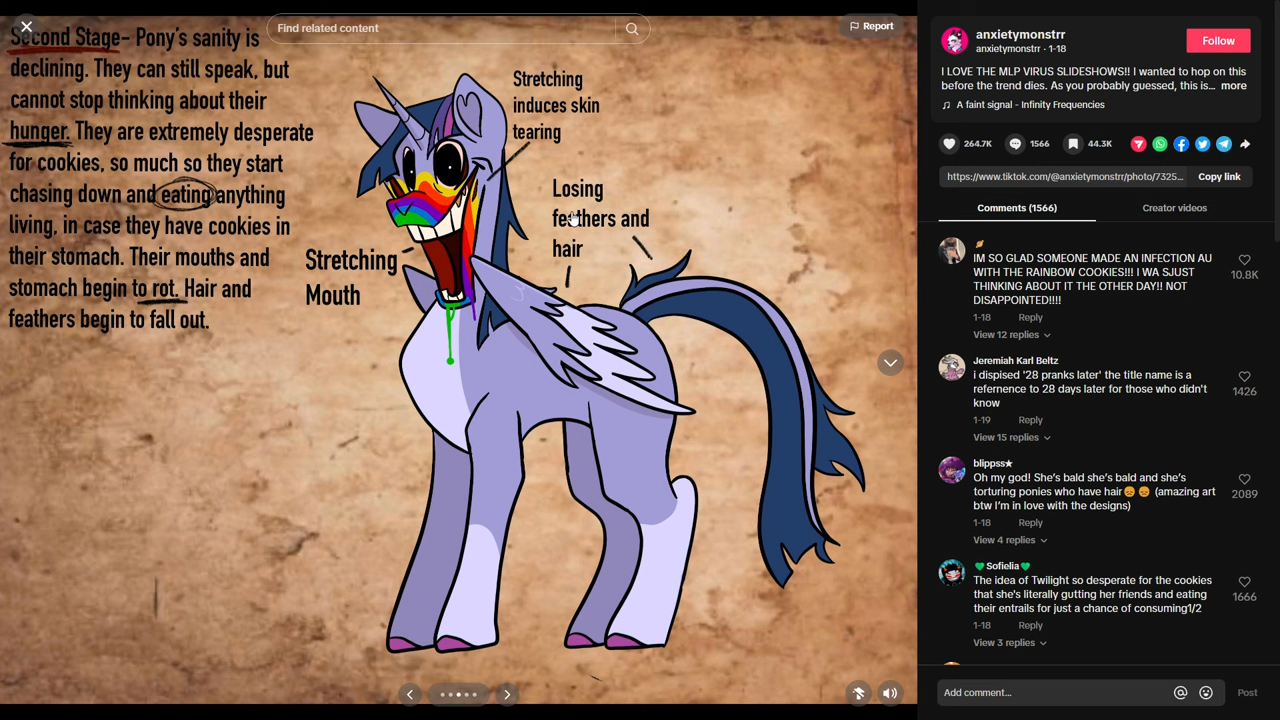 Second Stage- Pony's sanity is
declining. They can still speak, but
cannot stop thinking about their
hunger. They are extremely desperate
for cookies, so much so they start
chasing down and eating anything
living, in case they have cookies in
their stomach. Their mouths and
stomach begin to rot. Hair and
feathers begin to fall out.
Find related content
Report
Stretching
induces skin
tearing
Losing
feathers and
hair
Stretching
Mouth
anxietymonstrr
anxietymonstrr · 1-18
Follow
I LOVE THE MLP VIRUS SLIDESHOWS!! I wanted to hop on this
before the trend dies. As you probably guessed, this is... more
A faint signal - Infinity Frequencies
264.7K
1566
44.3K
https://www.tiktok.com/@anxietymonstrr/photo/7325...
Copy link
Comments (1566)
Creator videos
IM SO GLAD SOMEONE MADE AN INFECTION AU
WITH THE RAINBOW COOKIES!!! I WA SJUST
THINKING ABOUT IT THE OTHER DAY!! NOT
DISAPPOINTED!!!!
10.8K
1-18 Reply
View 12 replies
Jeremiah Karl Beltz
i dispised '28 pranks later' the title name is a
refernence to 28 days later for those who didn't
know
1426
1-19 Reply
View 15 replies
blippss★
Oh my god! She's bald she's bald and she's
torturing ponies who have hair😠😠 (amazing art
btw I'm in love with the designs)
2089
1-18 Reply
View 4 replies
💚Sofielia💚
The idea of Twilight so desperate for the cookies
that she's literally gutting her friends and eating
their entrails for just a chance of consuming1/2
1666
1-18 Reply
View 3 replies
Add comment...
Post